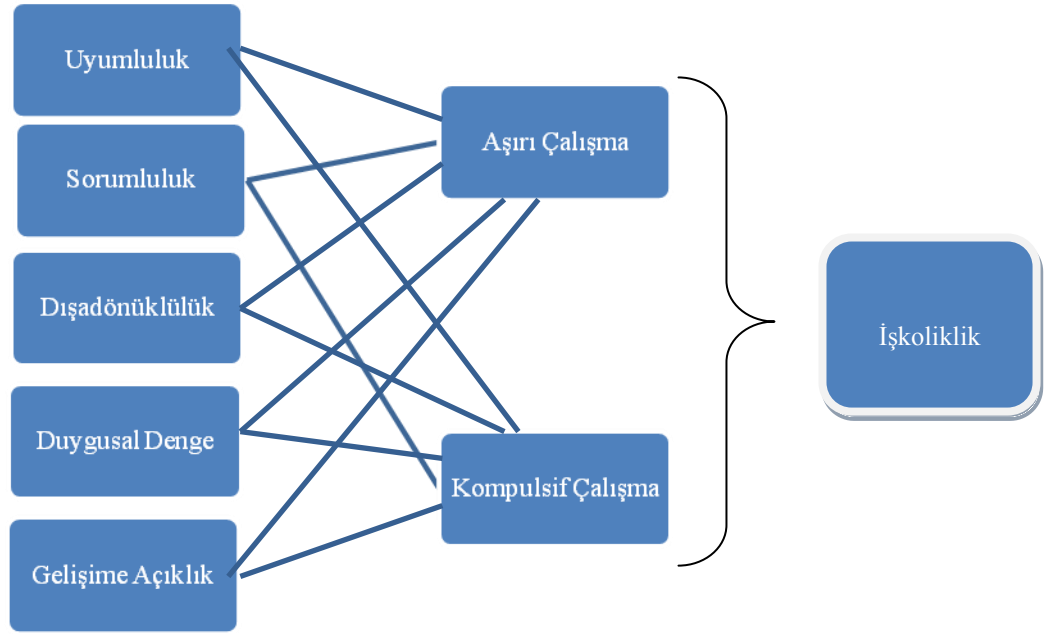 Uyumluluk
Sorumluluk
Dışadönüklülük
Duygusal Denge
Gelişime Açıklık
Aşırı Çalışma
Kompulsif Çalışma
İşkoliklik